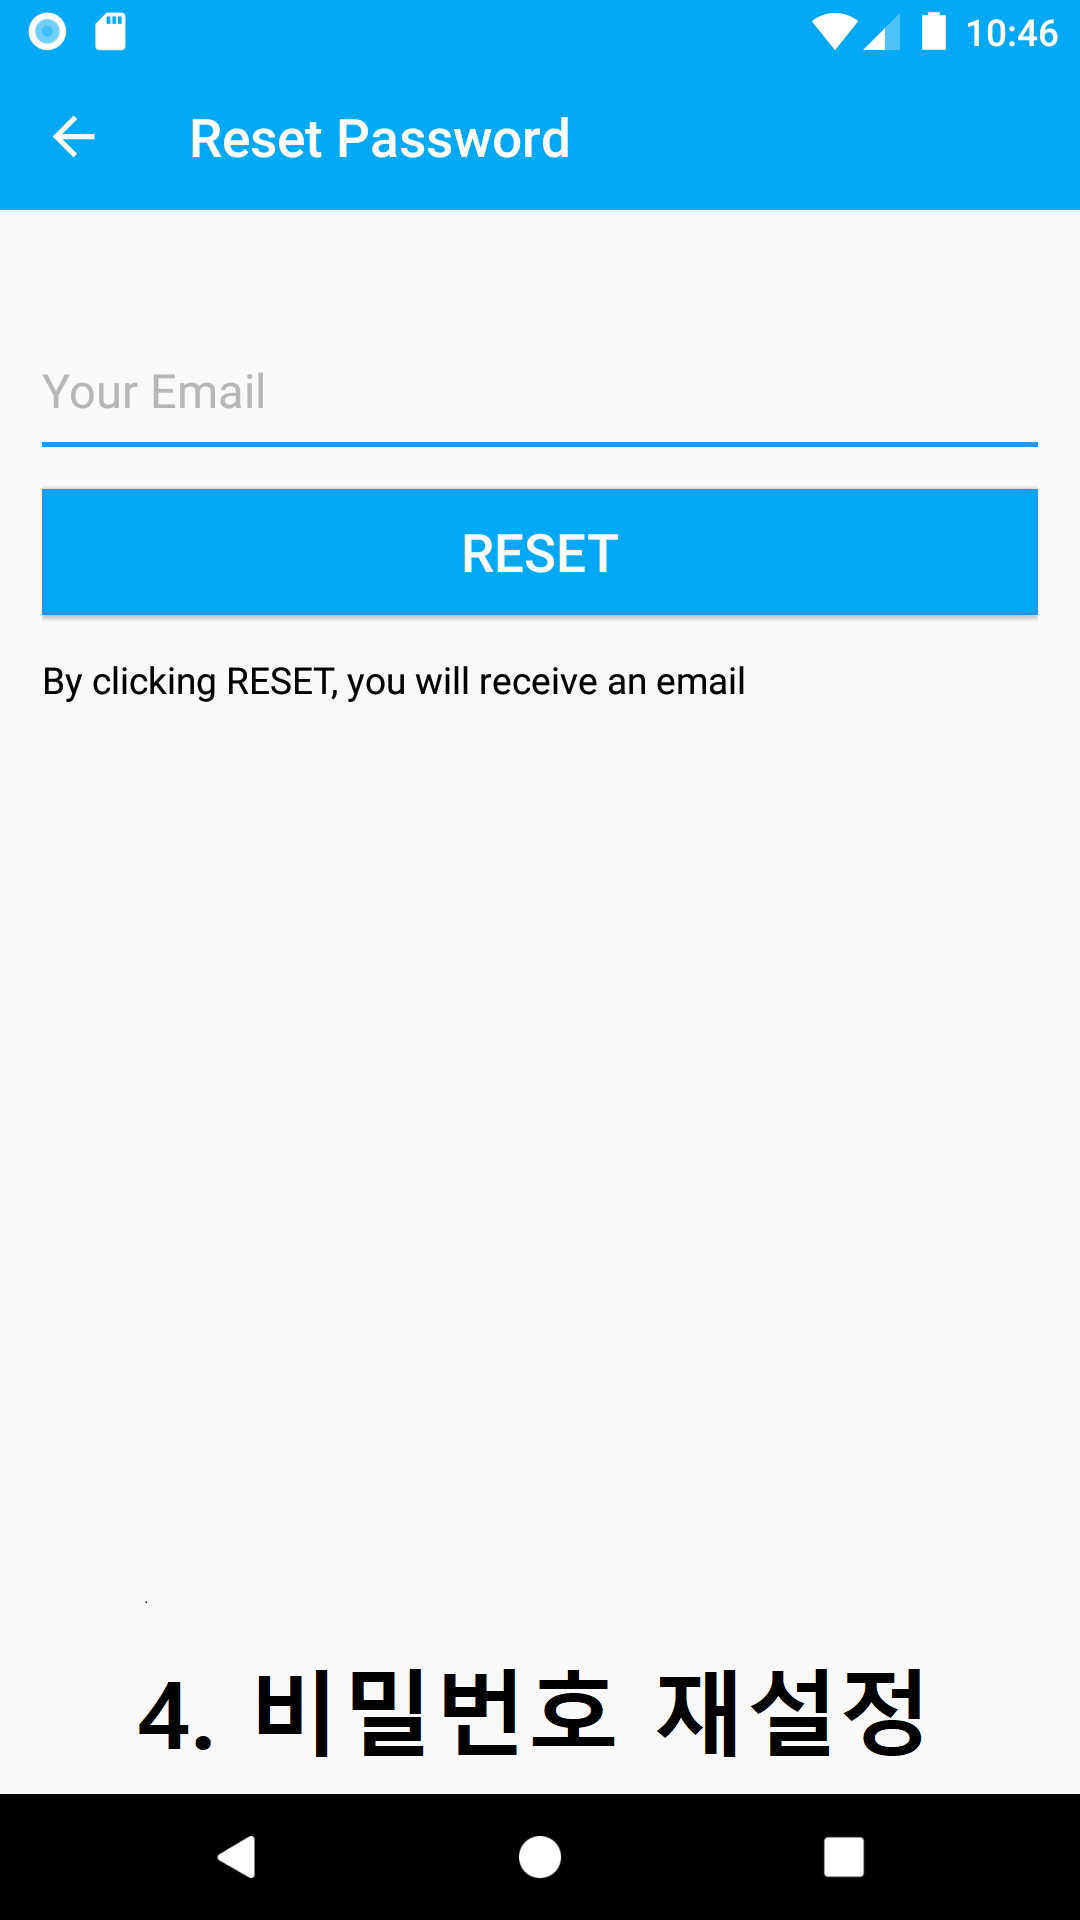 10:46
Reset Password
Your Email
RESET
By clicking RESET, you will receive an email
4. 비밀번호 재설정